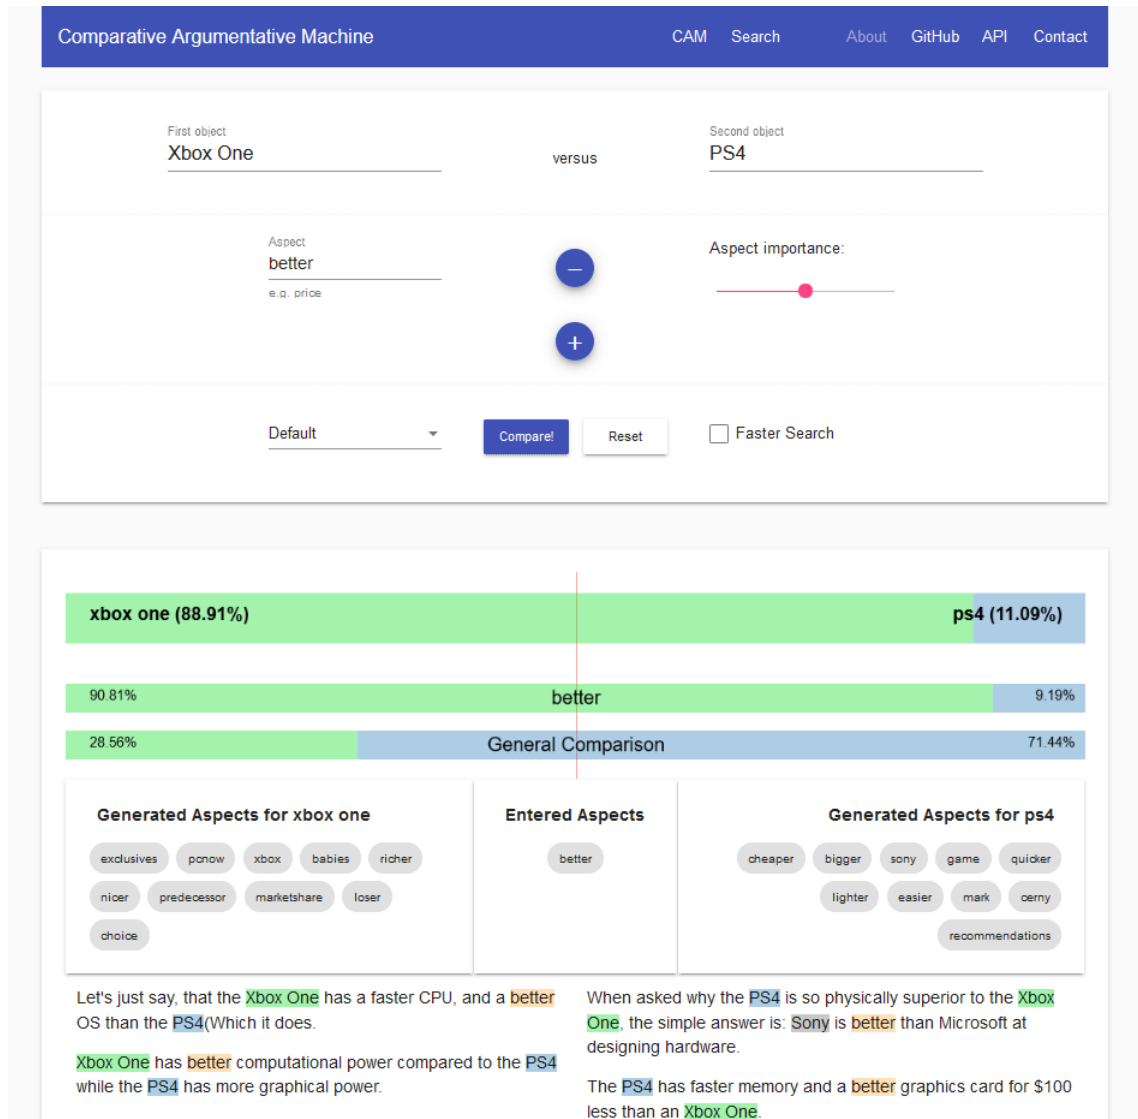 Comparative Argumentative Machine CAM Search About GitHub API Contact
First object
Xbox One
versus
Second object
PS4
Aspect
better
e.g. price
Aspect importance:
Default
Compare!
Reset
Faster Search
xbox one (88.91%) ps4 (11.09%)
90.81% better 9.19%
28.56% General Comparison 71.44%
Generated Aspects for xbox one
exclusives pcnow xbox babies richer
nicer predecessor marketshare loser
choice
Entered Aspects
better
Generated Aspects for ps4
cheaper bigger sony game quicker
lighter easier mark cerny
recommendations
Let's just say, that the Xbox One has a faster CPU, and a better
OS than the PS4(Which it does.
Xbox One has better computational power compared to the PS4
while the PS4 has more graphical power.
When asked why the PS4 is so physically superior to the Xbox
One, the simple answer is: Sony is better than Microsoft at
designing hardware.
The PS4 has faster memory and a better graphics card for $100
less than an Xbox One.